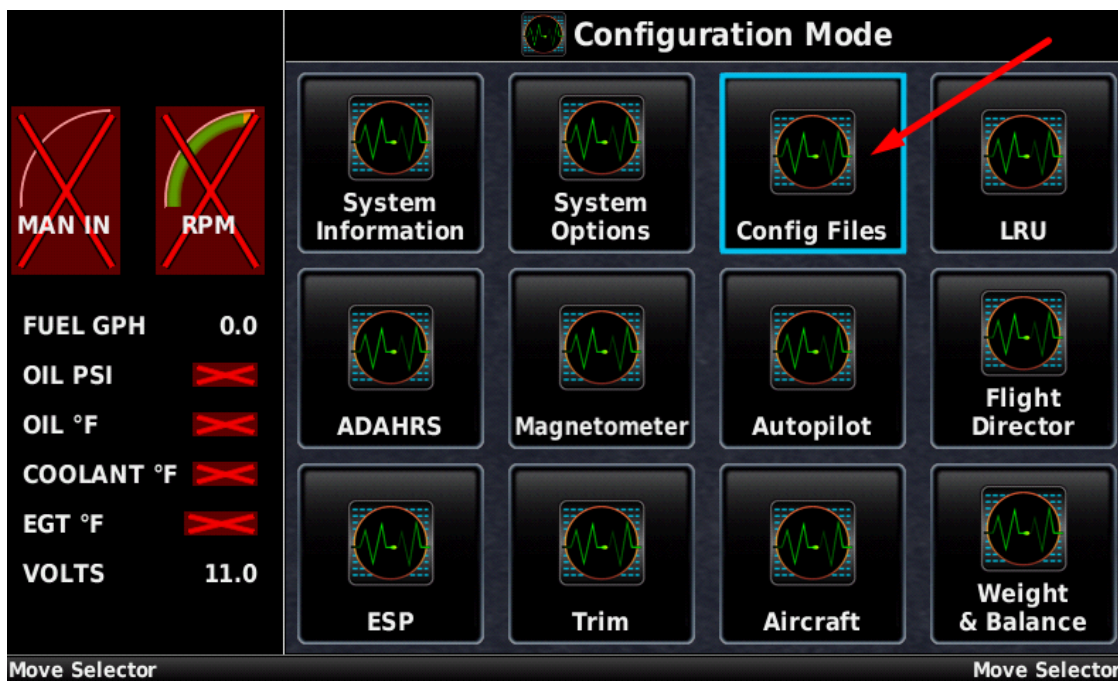 Configuration Mode
MAN IN
RPM
FUEL GPH 0.0
OIL PSI
OIL °F
COOLANT °F
EGT °F
VOLTS 11.0
System
Information
System
Options
Config Files
LRU
ADAHRS
Magnetometer
Autopilot
Flight
Director
ESP
Trim
Aircraft
Weight
& Balance
Move Selector
Move Selector